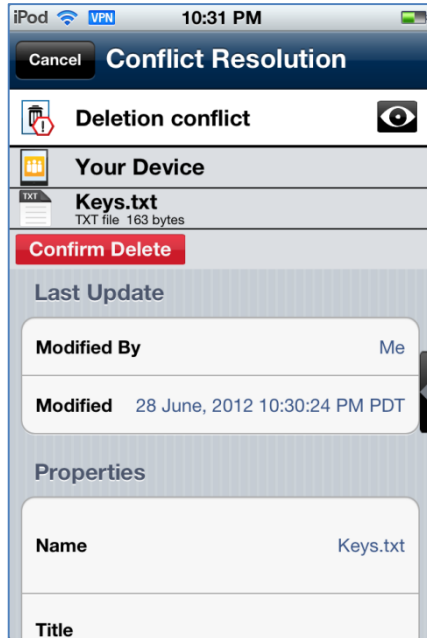 iPod VPN 10:31 PM
Cancel Conflict Resolution
Deletion conflict
Your Device
TXT
Keys.txt
TXT file 163 bytes
Confirm Delete
Last Update
Modified By Me
Modified 28 June, 2012 10:30:24 PM PDT
Properties
Name Keys.txt
Title